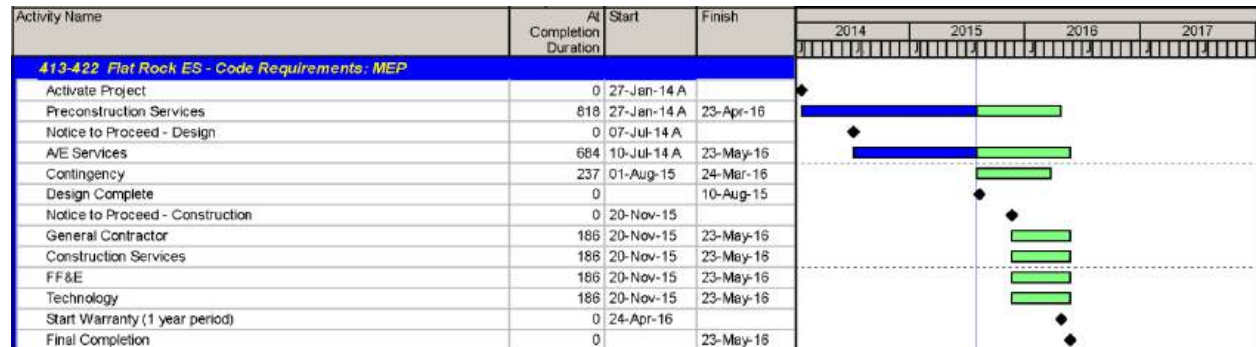 Activity Name At Completion Duration Start Finish
2014 2015 2016 2017
J J J J J J J J
413-422 Flat Rock ES - Code Requirements: MEP
Activate Project 0 27-Jan-14 A
Preconstruction Services 818 27-Jan-14 A 23-Apr-16
Notice to Proceed - Design 0 07-Jul-14 A
A/E Services 684 10-Jul-14 A 23-May-16
Contingency 237 01-Aug-15 24-Mar-16
Design Complete 0 10-Aug-15
Notice to Proceed - Construction 0 20-Nov-15
General Contractor 186 20-Nov-15 23-May-16
Construction Services 186 20-Nov-15 23-May-16
FF&E 186 20-Nov-15 23-May-16
Technology 186 20-Nov-15 23-May-16
Start Warranty (1 year period) 0 24-Apr-16
Final Completion 0 23-May-16